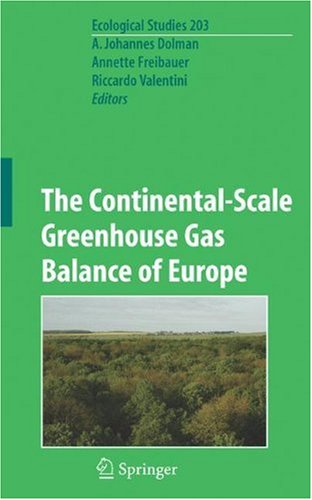 Ecological Studies 203
A. Johannes Dolman
Annette Freibauer
Riccardo Valentini
Editors
The Continental-Scale
Greenhouse Gas
Balance of Europe
Springer